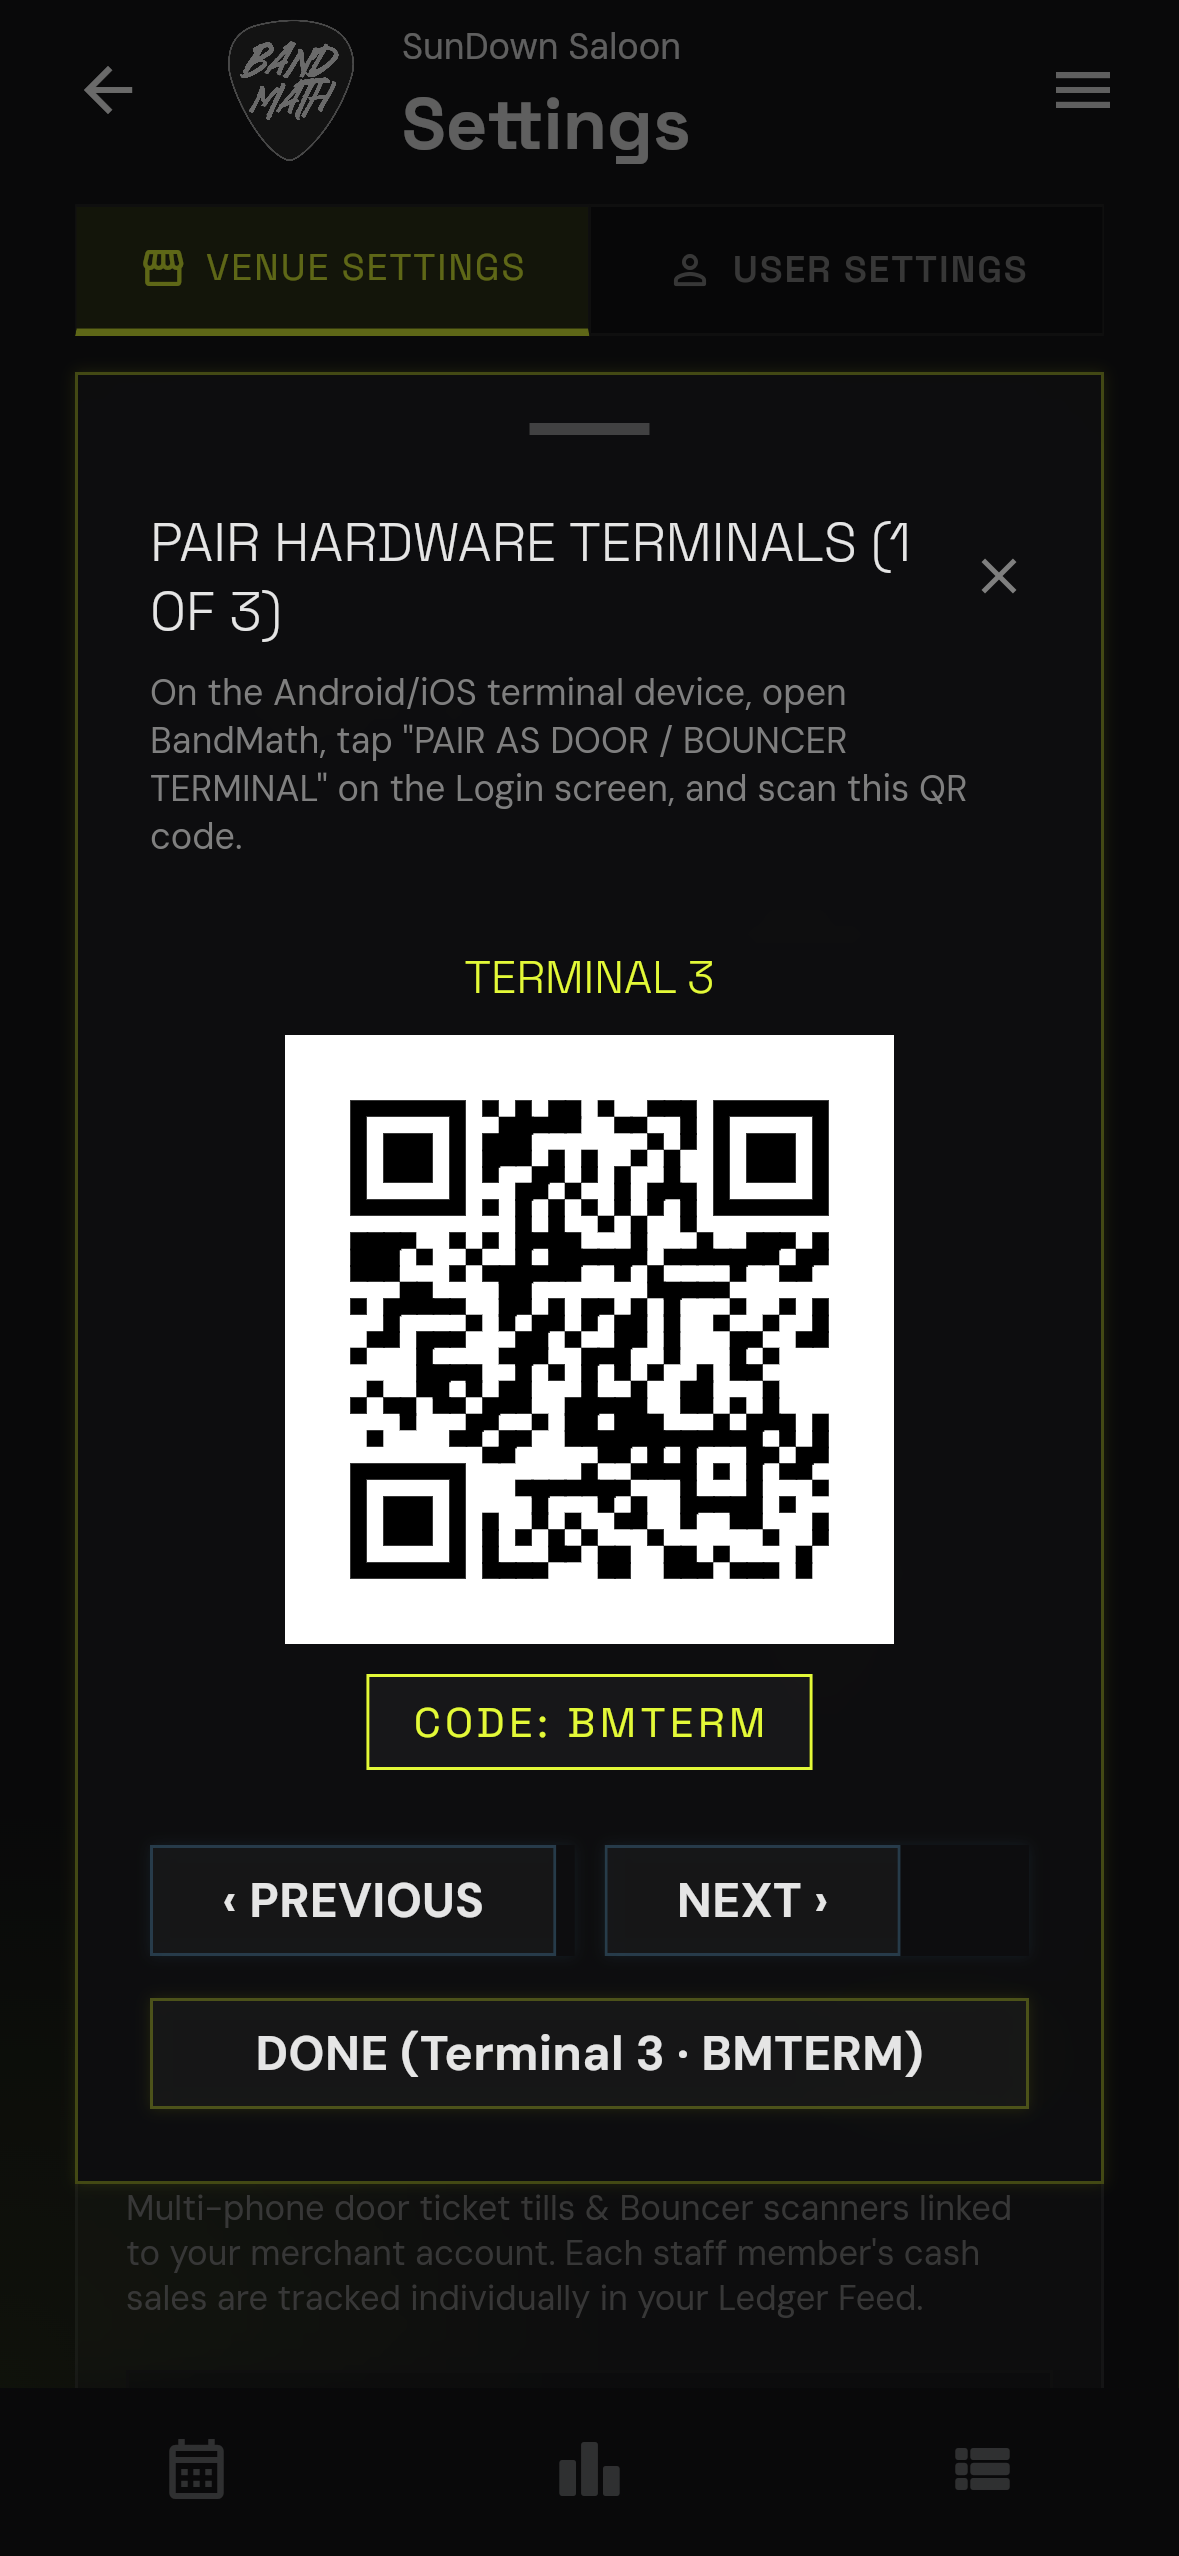 BAND
MATH
SunDown Saloon
Settings
VENUE SETTINGS
USER SETTINGS
PAIR HARDWARE TERMINALS (1
OF 3)
On the Android/iOS terminal device, open
BandMath, tap "PAIR AS DOOR / BOUNCER
TERMINAL" on the Login screen, and scan this QR
code.
TERMINAL 3
CODE: BMTERM
‹ PREVIOUS
NEXT ›
DONE (Terminal 3 · BMTERM)
Multi-phone door ticket tills & Bouncer scanners linked
to your merchant account. Each staff member's cash
sales are tracked individually in your Ledger Feed.